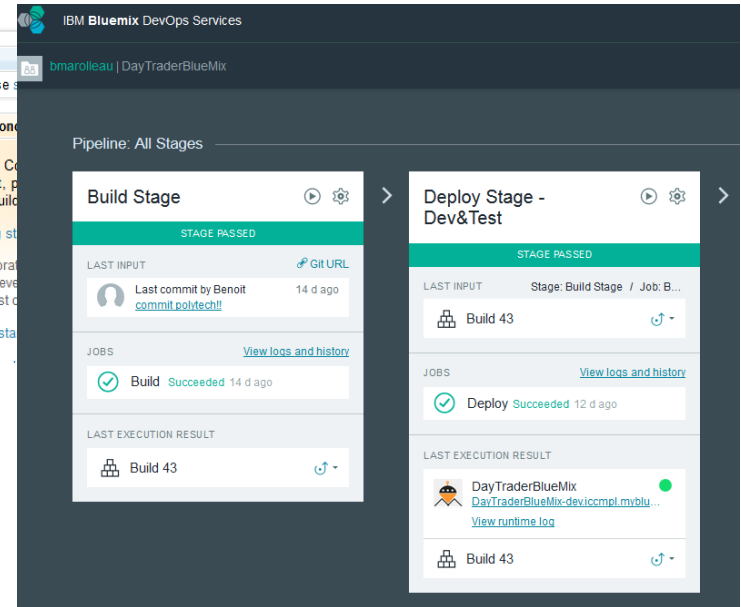 IBM Bluemix DevOps Services
bmarolleau | DayTraderBlueMix
Pipeline: All Stages
Build Stage
STAGE PASSED
LAST INPUT
Git URL
Last commit by Benoit
14 d ago
commit polytech!!
JOBS
View logs and history
Build Succeeded 14 d ago
LAST EXECUTION RESULT
Build 43
Deploy Stage -
Dev&Test
STAGE PASSED
LAST INPUT
Stage: Build Stage / Job: B...
Build 43
JOBS
View logs and history
Deploy Succeeded 12 d ago
LAST EXECUTION RESULT
DayTraderBlueMix
DayTraderBlueMix-dev.iccmpl.myblu...
View runtime log
Build 43